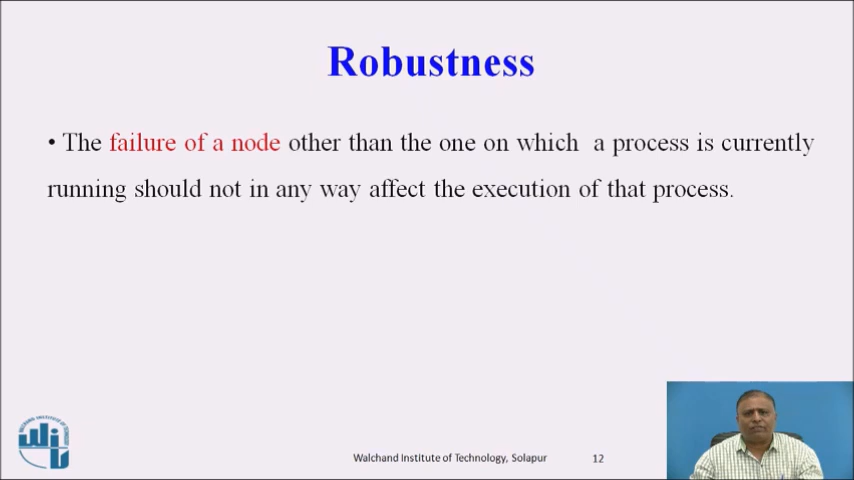 Robustness
• The failure of a node other than the one on which a process is currently
running should not in any way affect the execution of that process.
Walchand Institute of Technology, Solapur 12